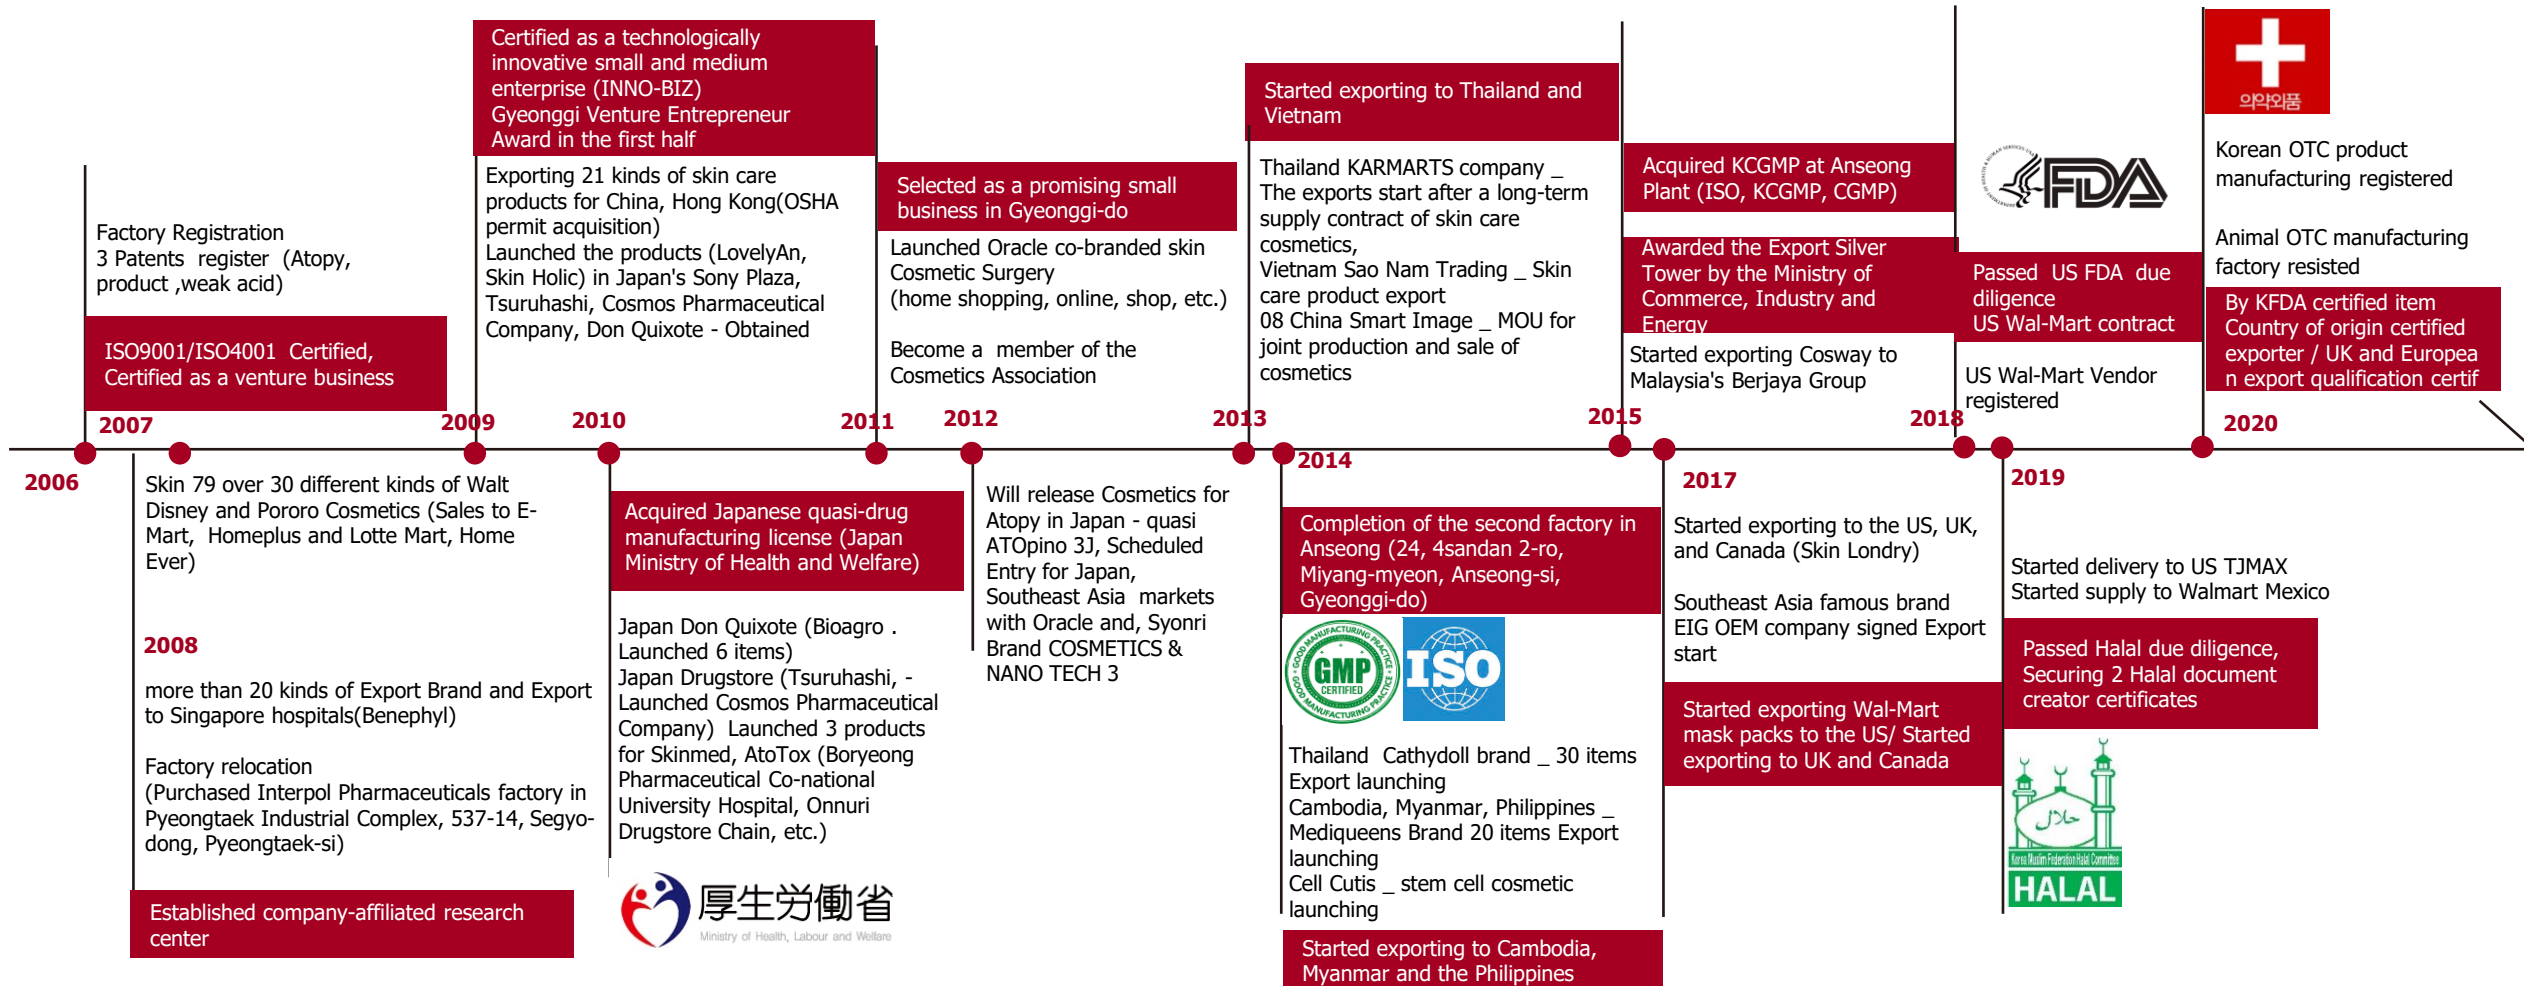 Factory Registration
3 Patents  register  (Atopy,
product ,weak acid)
ISO9001/ISO4001  Certified,
Certified as a venture business
2007
2006
Skin 79 over 30 different kinds of Walt
Disney and Pororo Cosmetics (Sales to E-
Mart,  Homeplus and Lotte Mart, Home
Ever)
2008
more than 20 kinds of Export Brand and Export
to Singapore hospitals(Benephyl)
Factory relocation
(Purchased Interpol Pharmaceuticals factory in
Pyeongtaek Industrial Complex, 537-14, Segyo-
dong, Pyeongtaek-si)
Established company-affiliated research
center
Certified as a technologically
innovative small and medium
enterprise (INNO-BIZ)
Gyeonggi Venture Entrepreneur
Award in the first half
Exporting 21 kinds of skin care
products for China, Hong Kong(OSHA
permit acquisition)
Launched the products (LovelyAn,
Skin Holic) in Japan's Sony Plaza,
Tsuruhashi, Cosmos Pharmaceutical
Company, Don Quixote - Obtained
2009
2010
Acquired Japanese quasi-drug
manufacturing license (Japan
Ministry of Health and Welfare)
Japan Don Quixote (Bioagro .
Launched 6 items)
Japan Drugstore (Tsuruhashi, -
Launched Cosmos Pharmaceutical
Company)  Launched 3 products
for Skinmed, AtoTox (Boryeong
Pharmaceutical Co-national
University Hospital, Onnuri
Drugstore Chain, etc.)
厚生労働省
Ministry of Health, Labour and Welfare
2011
Selected as a promising small
business in Gyeonggi-do
Launched Oracle co-branded skin
Cosmetic Surgery
(home shopping, online, shop, etc.)
Become a  member of the
Cosmetics Association
2012
Will release Cosmetics for
Atopy in Japan - quasi
ATOpino 3J, Scheduled
Entry for Japan,
Southeast Asia  markets
with Oracle and, Syonri
Brand COSMETICS &
NANO TECH 3
Started exporting to Thailand and
Vietnam
Thailand KARMARTS company _
The exports start after a long-term
supply contract of skin care
cosmetics,
Vietnam Sao Nam Trading _ Skin
care product export
08 China Smart Image _ MOU for
joint production and sale of
cosmetics
2013
2014
Completion of the second factory in
Anseong (24, 4sandan 2-ro,
Miyang-myeon, Anseong-si,
Gyeonggi-do)
GOOD MANUFACTURING PRACTICE
GMP
CERTIFIED
GOOD MANUFACTURING PRACTICE
ISO
Thailand  Cathydoll brand _ 30 items
Export launching
Cambodia, Myanmar, Philippines _
Mediqueens Brand 20 items Export
launching
Cell Cutis _ stem cell cosmetic
launching
Started exporting to Cambodia,
Myanmar and the Philippines
Acquired KCGMP at Anseong
Plant (ISO, KCGMP, CGMP)
Awarded the Export Silver
Tower by the Ministry of
Commerce, Industry and
Energy
Started exporting Cosway to
Malaysia's Berjaya Group
2015
2017
Started exporting to the US, UK,
and Canada (Skin Londry)
Southeast Asia famous brand
EIG OEM company signed Export
start
Started exporting Wal-Mart
mask packs to the US/ Started
exporting to UK and Canada
FDA
Passed  US FDA  due
diligence
US Wal-Mart contract
US Wal-Mart Vendor
registered
2018
2019
Started delivery to US TJMAX
Started supply to Walmart Mexico
Passed Halal due diligence,
Securing 2 Halal document
creator certificates
حلال
Korea Muslim Federation Halal Committee
HALAL
의약외품
Korean OTC product
manufacturing registered
Animal OTC manufacturing
factory resisted
By KFDA certified item
Country of origin certified
exporter / UK and Europea
n export qualification certif
2020